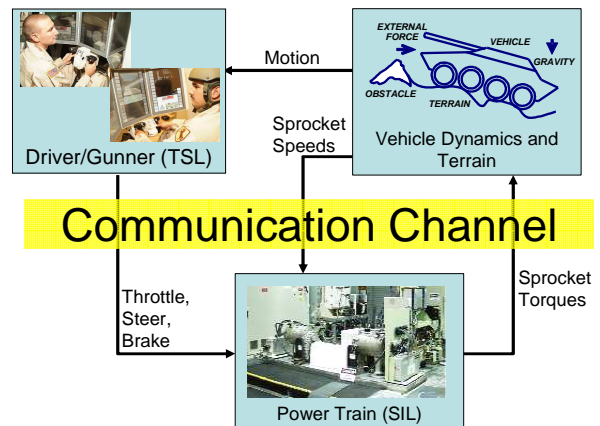 EXTERNAL
FORCE
VEHICLE
GRAVITY
OBSTACLE
TERRAIN
Motion
Driver/Gunner (TSL)
Vehicle Dynamics and
Terrain
Sprocket
Speeds
Communication Channel
Throttle,
Steer,
Brake
Sprocket
Torques
Power Train (SIL)